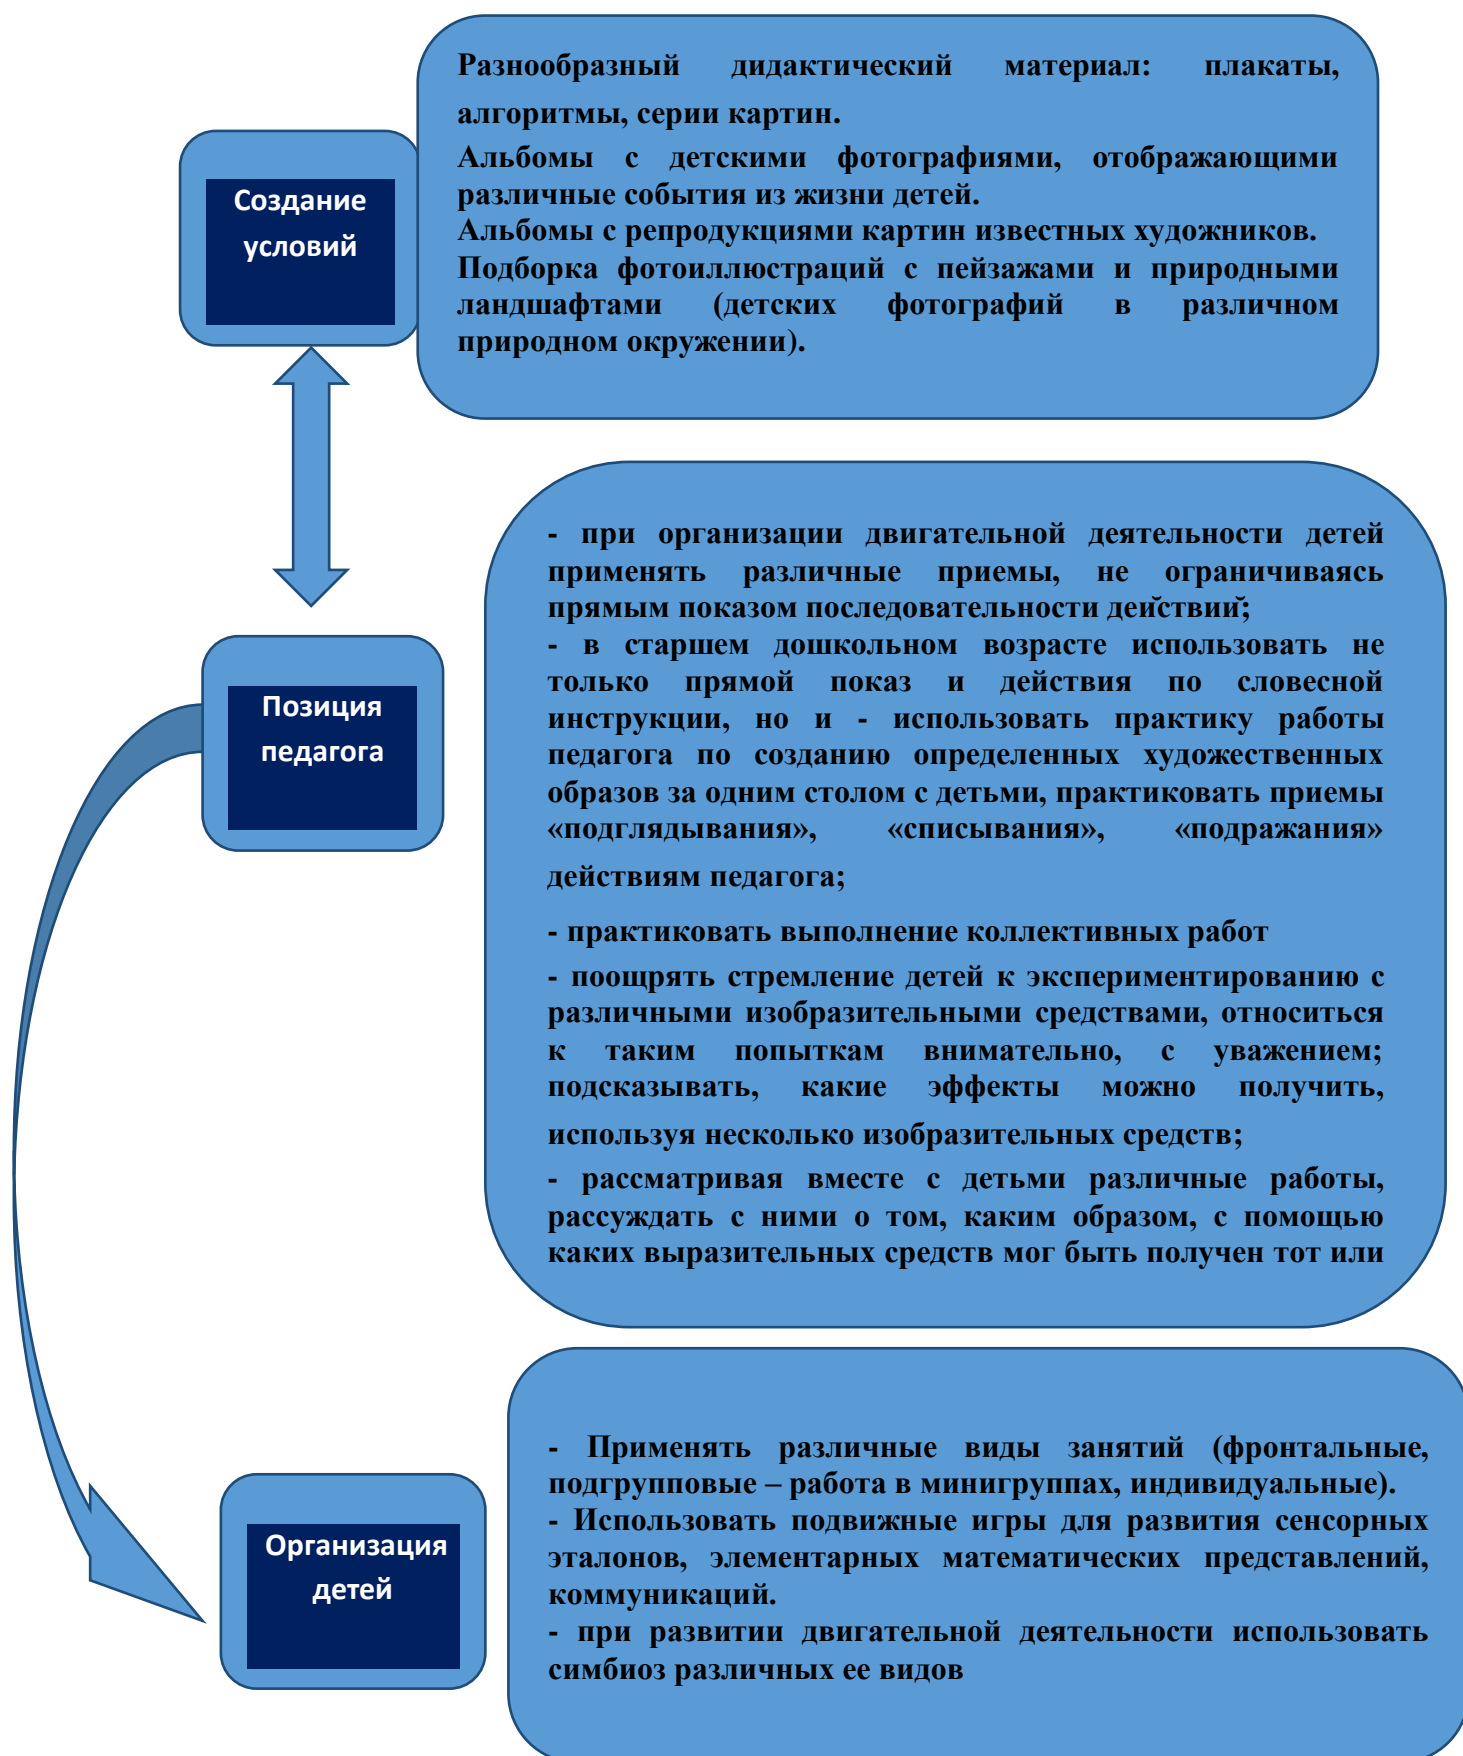 Создание
условий
Разнообразный дидактический материал: плакаты,
алгоритмы, серии картин.
Альбомы с детскими фотографиями, отображающими
различные события из жизни детей.
Альбомы с репродукциями картин известных художников.
Подборка фотоиллюстраций с пейзажами и природными
ландшафтами (детских фотографий в различном
природном окружении).
Позиция
педагога
- при организации двигательной деятельности детей
применять различные приемы, не ограничиваясь
прямым показом последовательности действий;
- в старшем дошкольном возрасте использовать не
только прямой показ и действия по словесной
инструкции, но и - использовать практику работы
педагога по созданию определенных художественных
образов за одним столом с детьми, практиковать приемы
«подглядывания», «списывания», «подражания»
действиям педагога;
- практиковать выполнение коллективных работ
- поощрять стремление детей к экспериментированию с
различными изобразительными средствами, относиться
к таким попыткам внимательно, с уважением;
подсказывать, какие эффекты можно получить,
используя несколько изобразительных средств;
- рассматривая вместе с детьми различные работы,
рассуждать с ними о том, каким образом, с помощью
каких выразительных средств мог быть получен тот или
Организация
детей
- Применять различные виды занятий (фронтальные,
подгрупповые – работа в минигруппах, индивидуальные).
- Использовать подвижные игры для развития сенсорных
эталонов, элементарных математических представлений,
коммуникаций.
- при развитии двигательной деятельности использовать
симбиоз различных ее видов